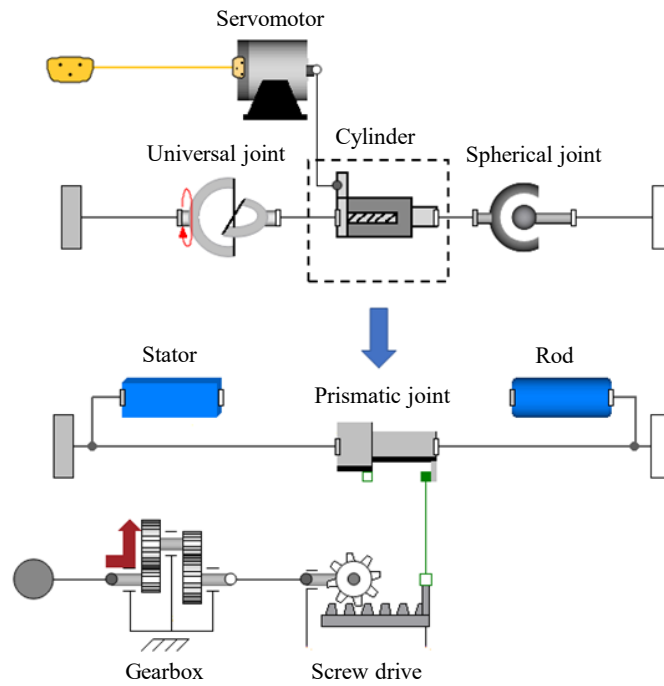 Servomotor
Cylinder
Universal joint
Spherical joint
Stator
Rod
Prismatic joint
Gearbox
Screw drive